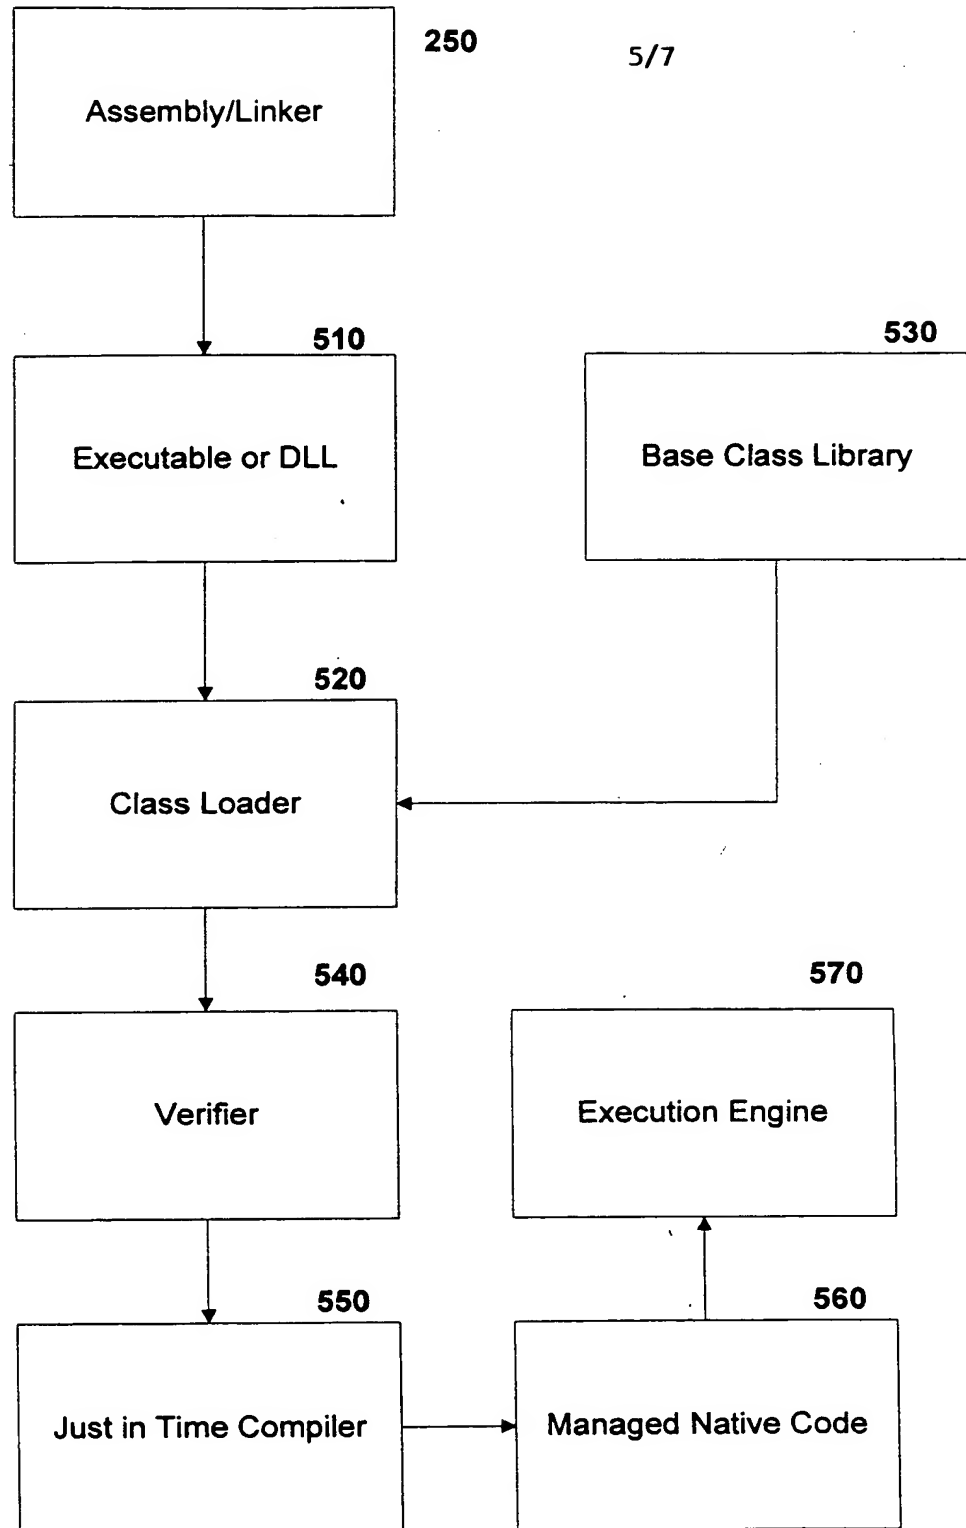 250
5/7
Assembly/Linker
510
530
Executable or DLL
Base Class Library
520
Class Loader
540
570
Verifier
Execution Engine
550
560
Just in Time Compiler
Managed Native Code